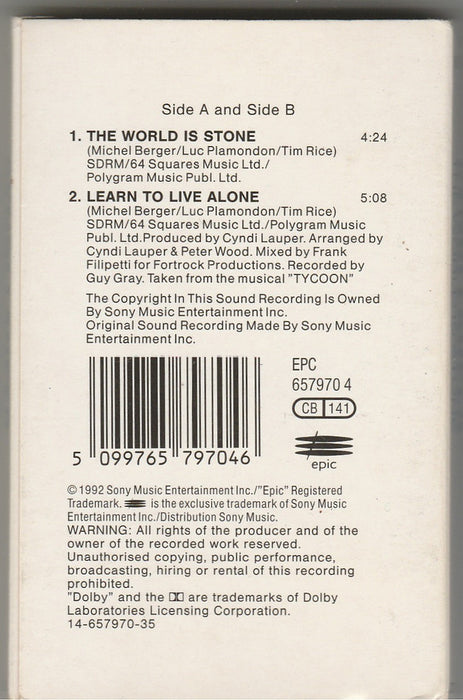 Side A and Side B
1. THE WORLD IS STONE 4:24
(Michel Berger/Luc Plamondon/Tim Rice)
SDRM/64 Squares Music Ltd./
Polygram Music Publ. Ltd.
2. LEARN TO LIVE ALONE 5:08
(Michel Berger/Luc Plamondon/Tim Rice)
SDRM/64 Squares Music Ltd./Polygram Music
Publ. Ltd.Produced by Cyndi Lauper. Arranged by
Cyndi Lauper & Peter Wood. Mixed by Frank
Filipetti for Fortrock Productions. Recorded by
Guy Gray. Taken from the musical "TYCOON"
The Copyright In This Sound Recording Is Owned
By Sony Music Entertainment Inc.
Original Sound Recording Made By Sony Music
Entertainment Inc.
EPC
657970 4
CB 141
epic
5 099765 797046
© 1992 Sony Music Entertainment Inc./"Epic" Registered
Trademark. is the exclusive trademark of Sony Music
Entertainment Inc./Distribution Sony Music.
WARNING: All rights of the producer and of the
owner of the recorded work reserved.
Unauthorised copying, public performance,
broadcasting, hiring or rental of this recording
prohibited.
"Dolby" and the are trademarks of Dolby
Laboratories Licensing Corporation.
14-657970-35